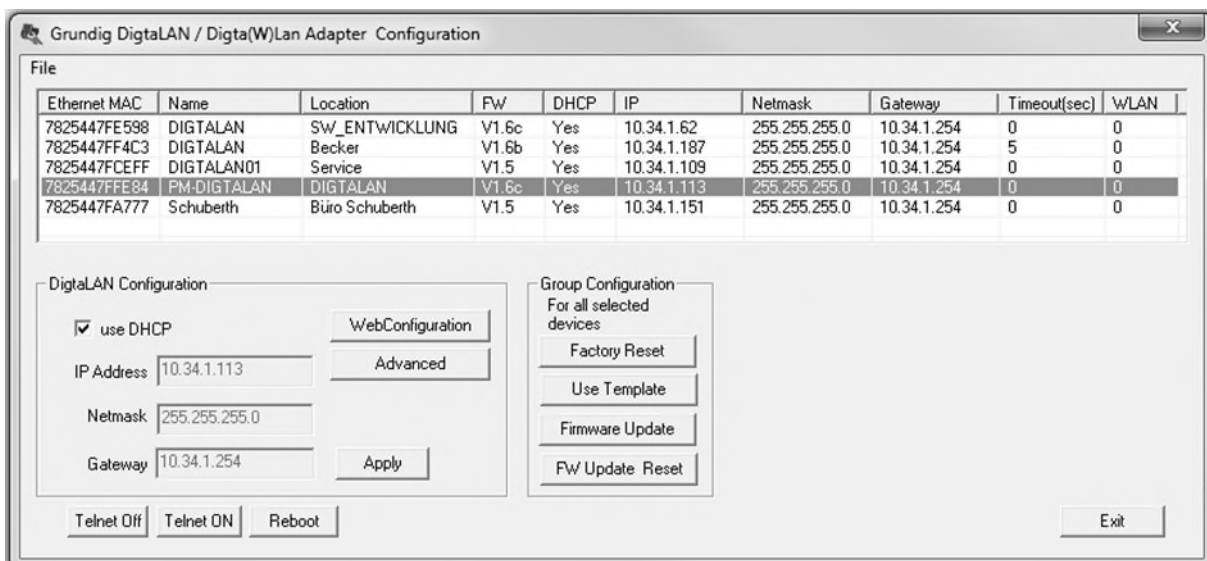 Grundig DigtaLAN / Digta(W)Lan Adapter Configuration
X
File
Ethernet MAC Name Location FW DHCP IP Netmask Gateway Timeout(sec) WLAN
7825447FE598 DIGTALAN SW_ENTWICKLUNG V1.6c Yes 10.34.1.62 255.255.255.0 10.34.1.254 0 0
7825447FF4C3 DIGTALAN Becker V1.6b Yes 10.34.1.187 255.255.255.0 10.34.1.254 5 0
7825447FCEFF DIGTALAN01 Service V1.5 Yes 10.34.1.109 255.255.255.0 10.34.1.254 0 0
7825447FFE84 PM-DIGTALAN DIGTALAN V1.6c Yes 10.34.1.113 255.255.255.0 10.34.1.254 0 0
7825447FA777 Schuberth Büro Schuberth V1.5 Yes 10.34.1.151 255.255.255.0 10.34.1.254 0 0
DigtaLAN Configuration
use DHCP
WebConfiguration
Advanced
IP Address 10.34.1.113
Netmask 255.255.255.0
Gateway 10.34.1.254
Apply
Group Configuration
For all selected
devices
Factory Reset
Use Template
Firmware Update
FW Update Reset
Telnet Off Telnet ON Reboot
Exit